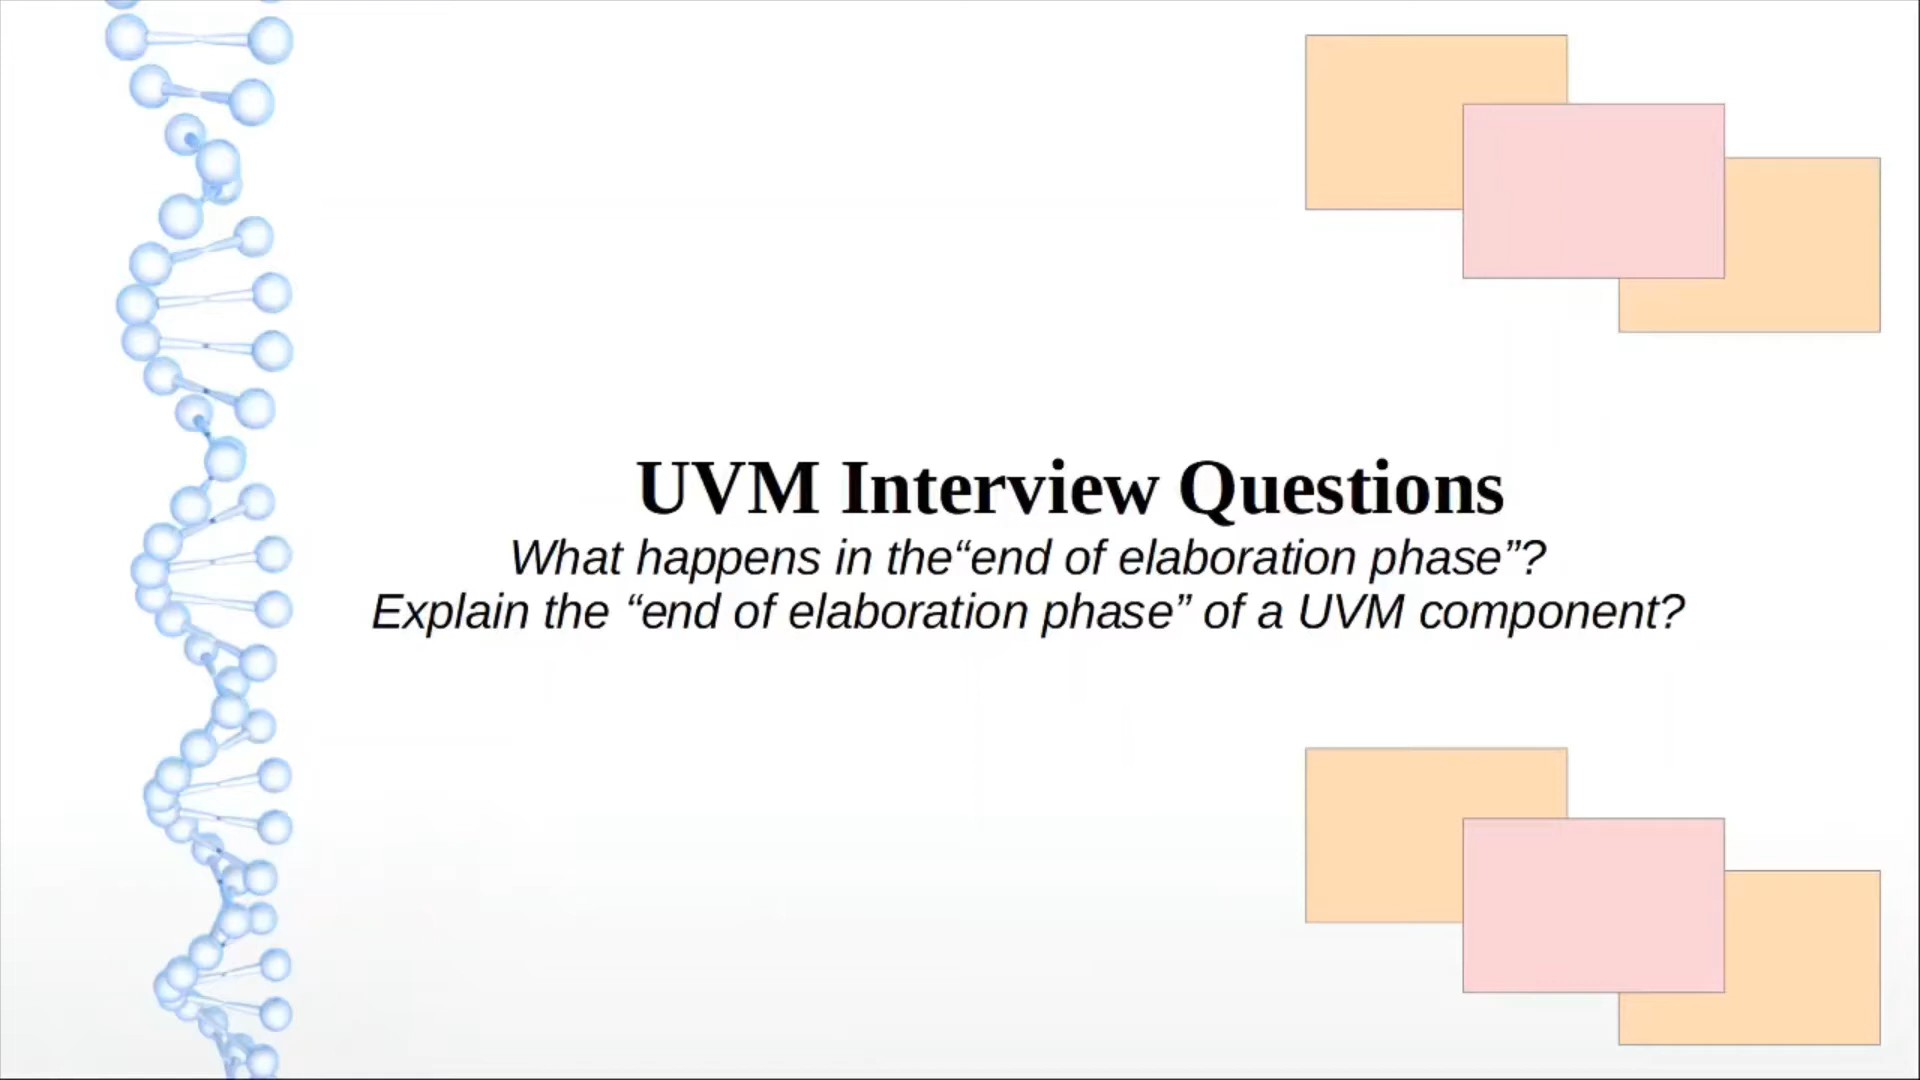 UVM Interview Questions
What happens in the“end of elaboration phase”?
Explain the “end of elaboration phase” of a UVM component?